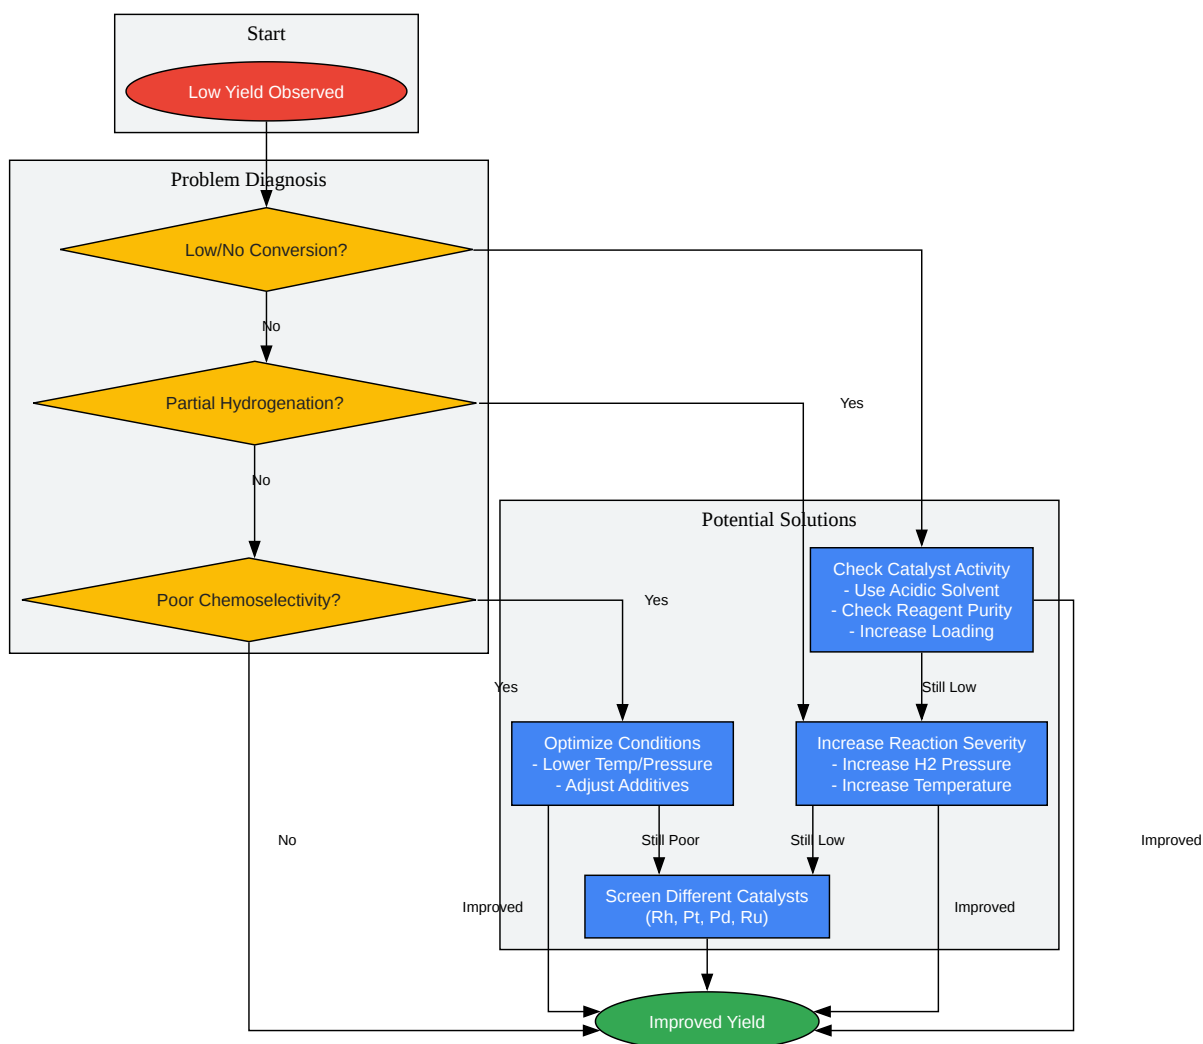 Start
Low Yield Observed
Problem Diagnosis
Low/No Conversion?
No
Partial Hydrogenation?
Yes
No
Potential Solutions
Check Catalyst Activity
- Use Acidic Solvent
- Check Reagent Purity
- Increase Loading
Poor Chemoselectivity?
Yes
Yes
Still Low
Optimize Conditions
- Lower Temp/Pressure
- Adjust Additives
Increase Reaction Severity
- Increase H2 Pressure
- Increase Temperature
No
Still Poor
Still Low
Improved
Screen Different Catalysts
(Rh, Pt, Pd, Ru)
Improved
Improved
Improved Yield